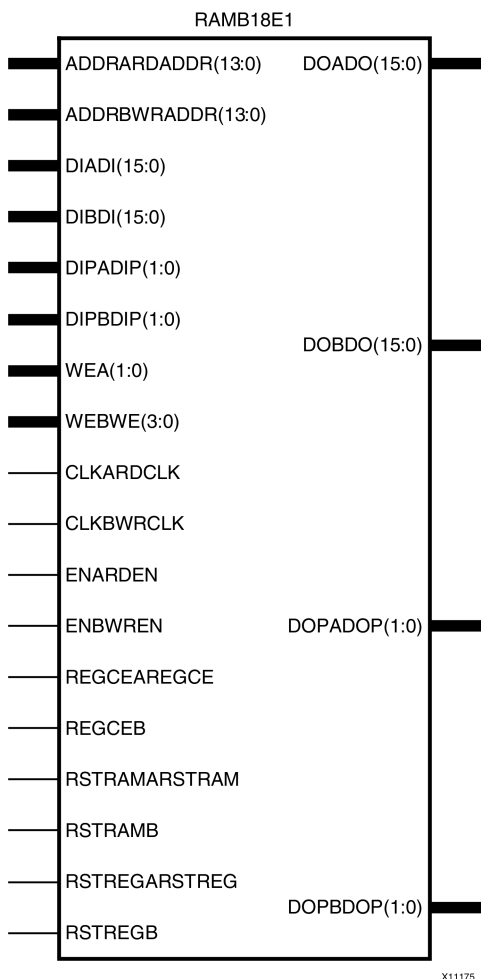 RAMB18E1
ADDRARDADDR(13:0) DOADO(15:0)
ADDRBWRADDR(13:0)
DIADI(15:0)
DIBDI(15:0)
DIPADIP(1:0)
DIPBDIP(1:0)
DOBDO(15:0)
WEA(1:0)
WEBWE(3:0)
CLKARDCLK
CLKBWRCLK
ENARDEN
ENBWREN DOPADOP(1:0)
REGCEAREGCE
REGCEB
RSTRAMARSTRAM
RSTRAMB
RSTREGARSTREG
DOPBDOP(1:0)
RSTREGB
X11175